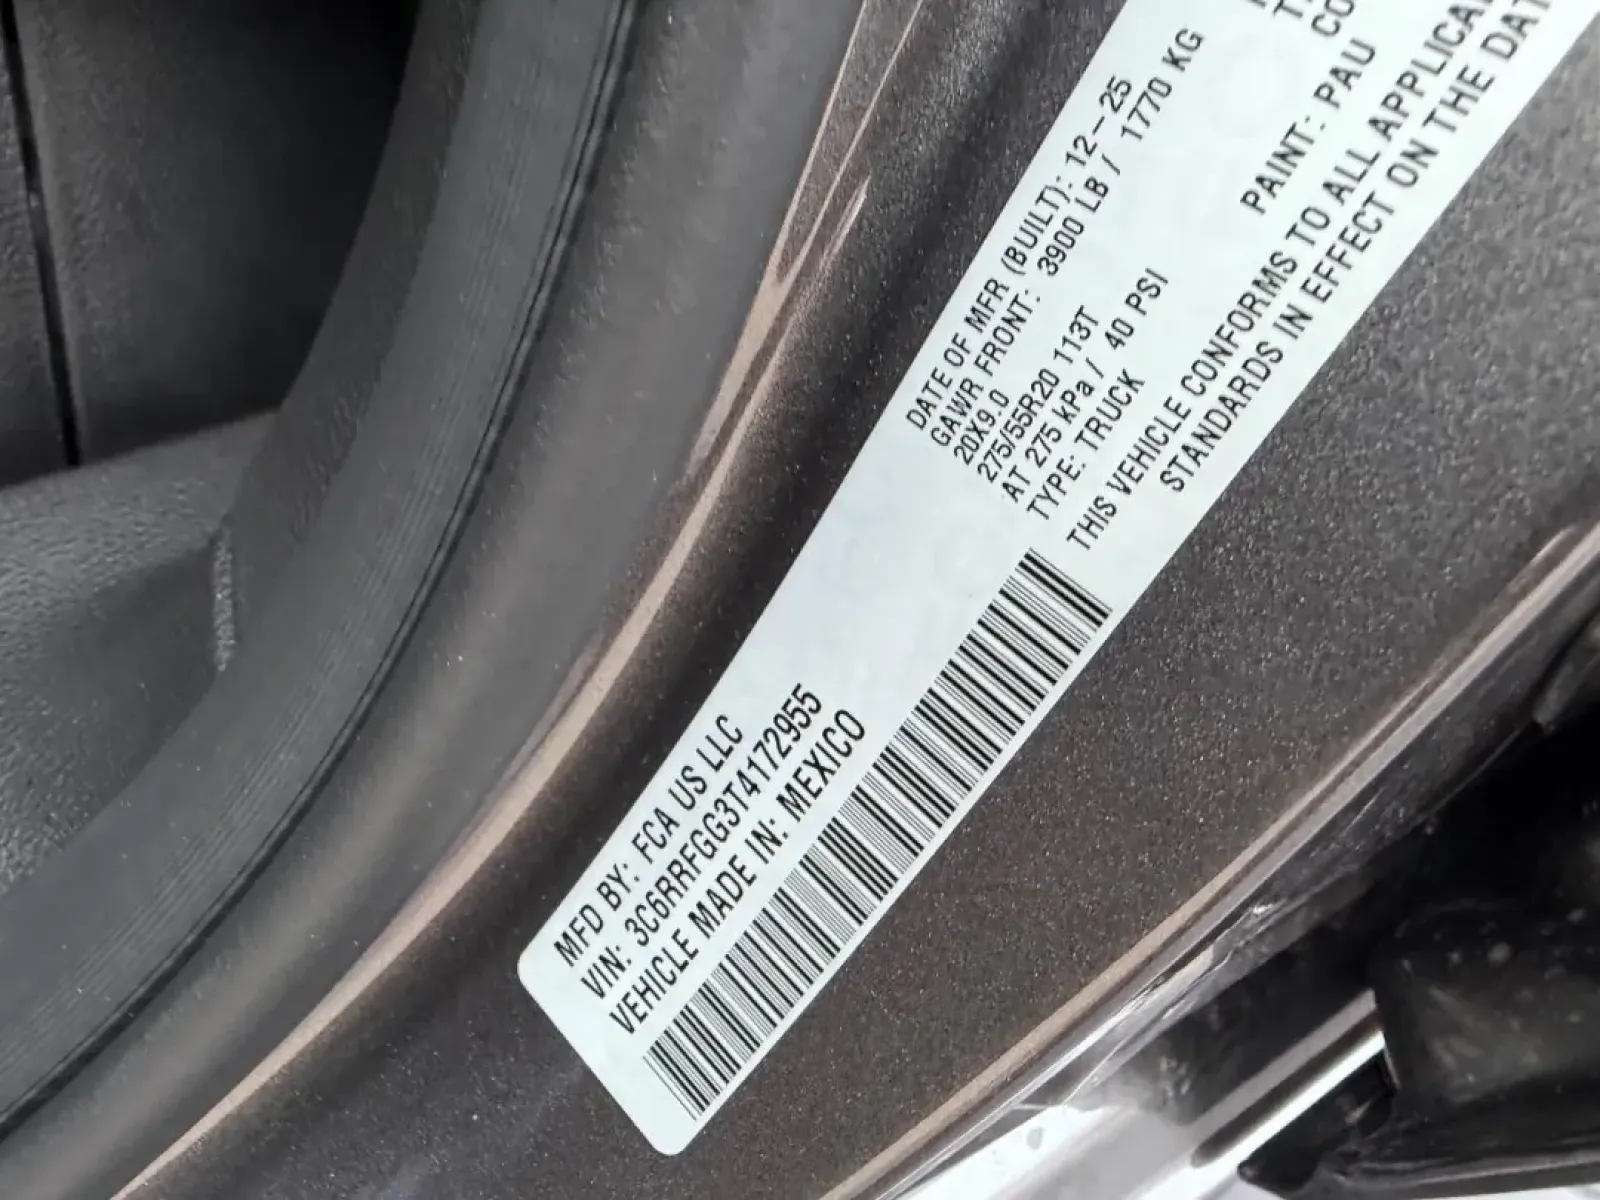 MFD BY: FCA US LLC
VIN: 3C6RRFGG3T4172955
VEHICLE MADE IN: MEXICO
DATE OF MFR (BUILT): 12-25
GAWR FRONT: 3900 LB / 1770 KG
20X9.0
275/55R20 113T
AT 275 kPa / 40 PSI
TYPE: TRUCK
PAINT: PAU
THIS VEHICLE CONFORMS TO ALL
STANDARDS IN EFFECT ON THE